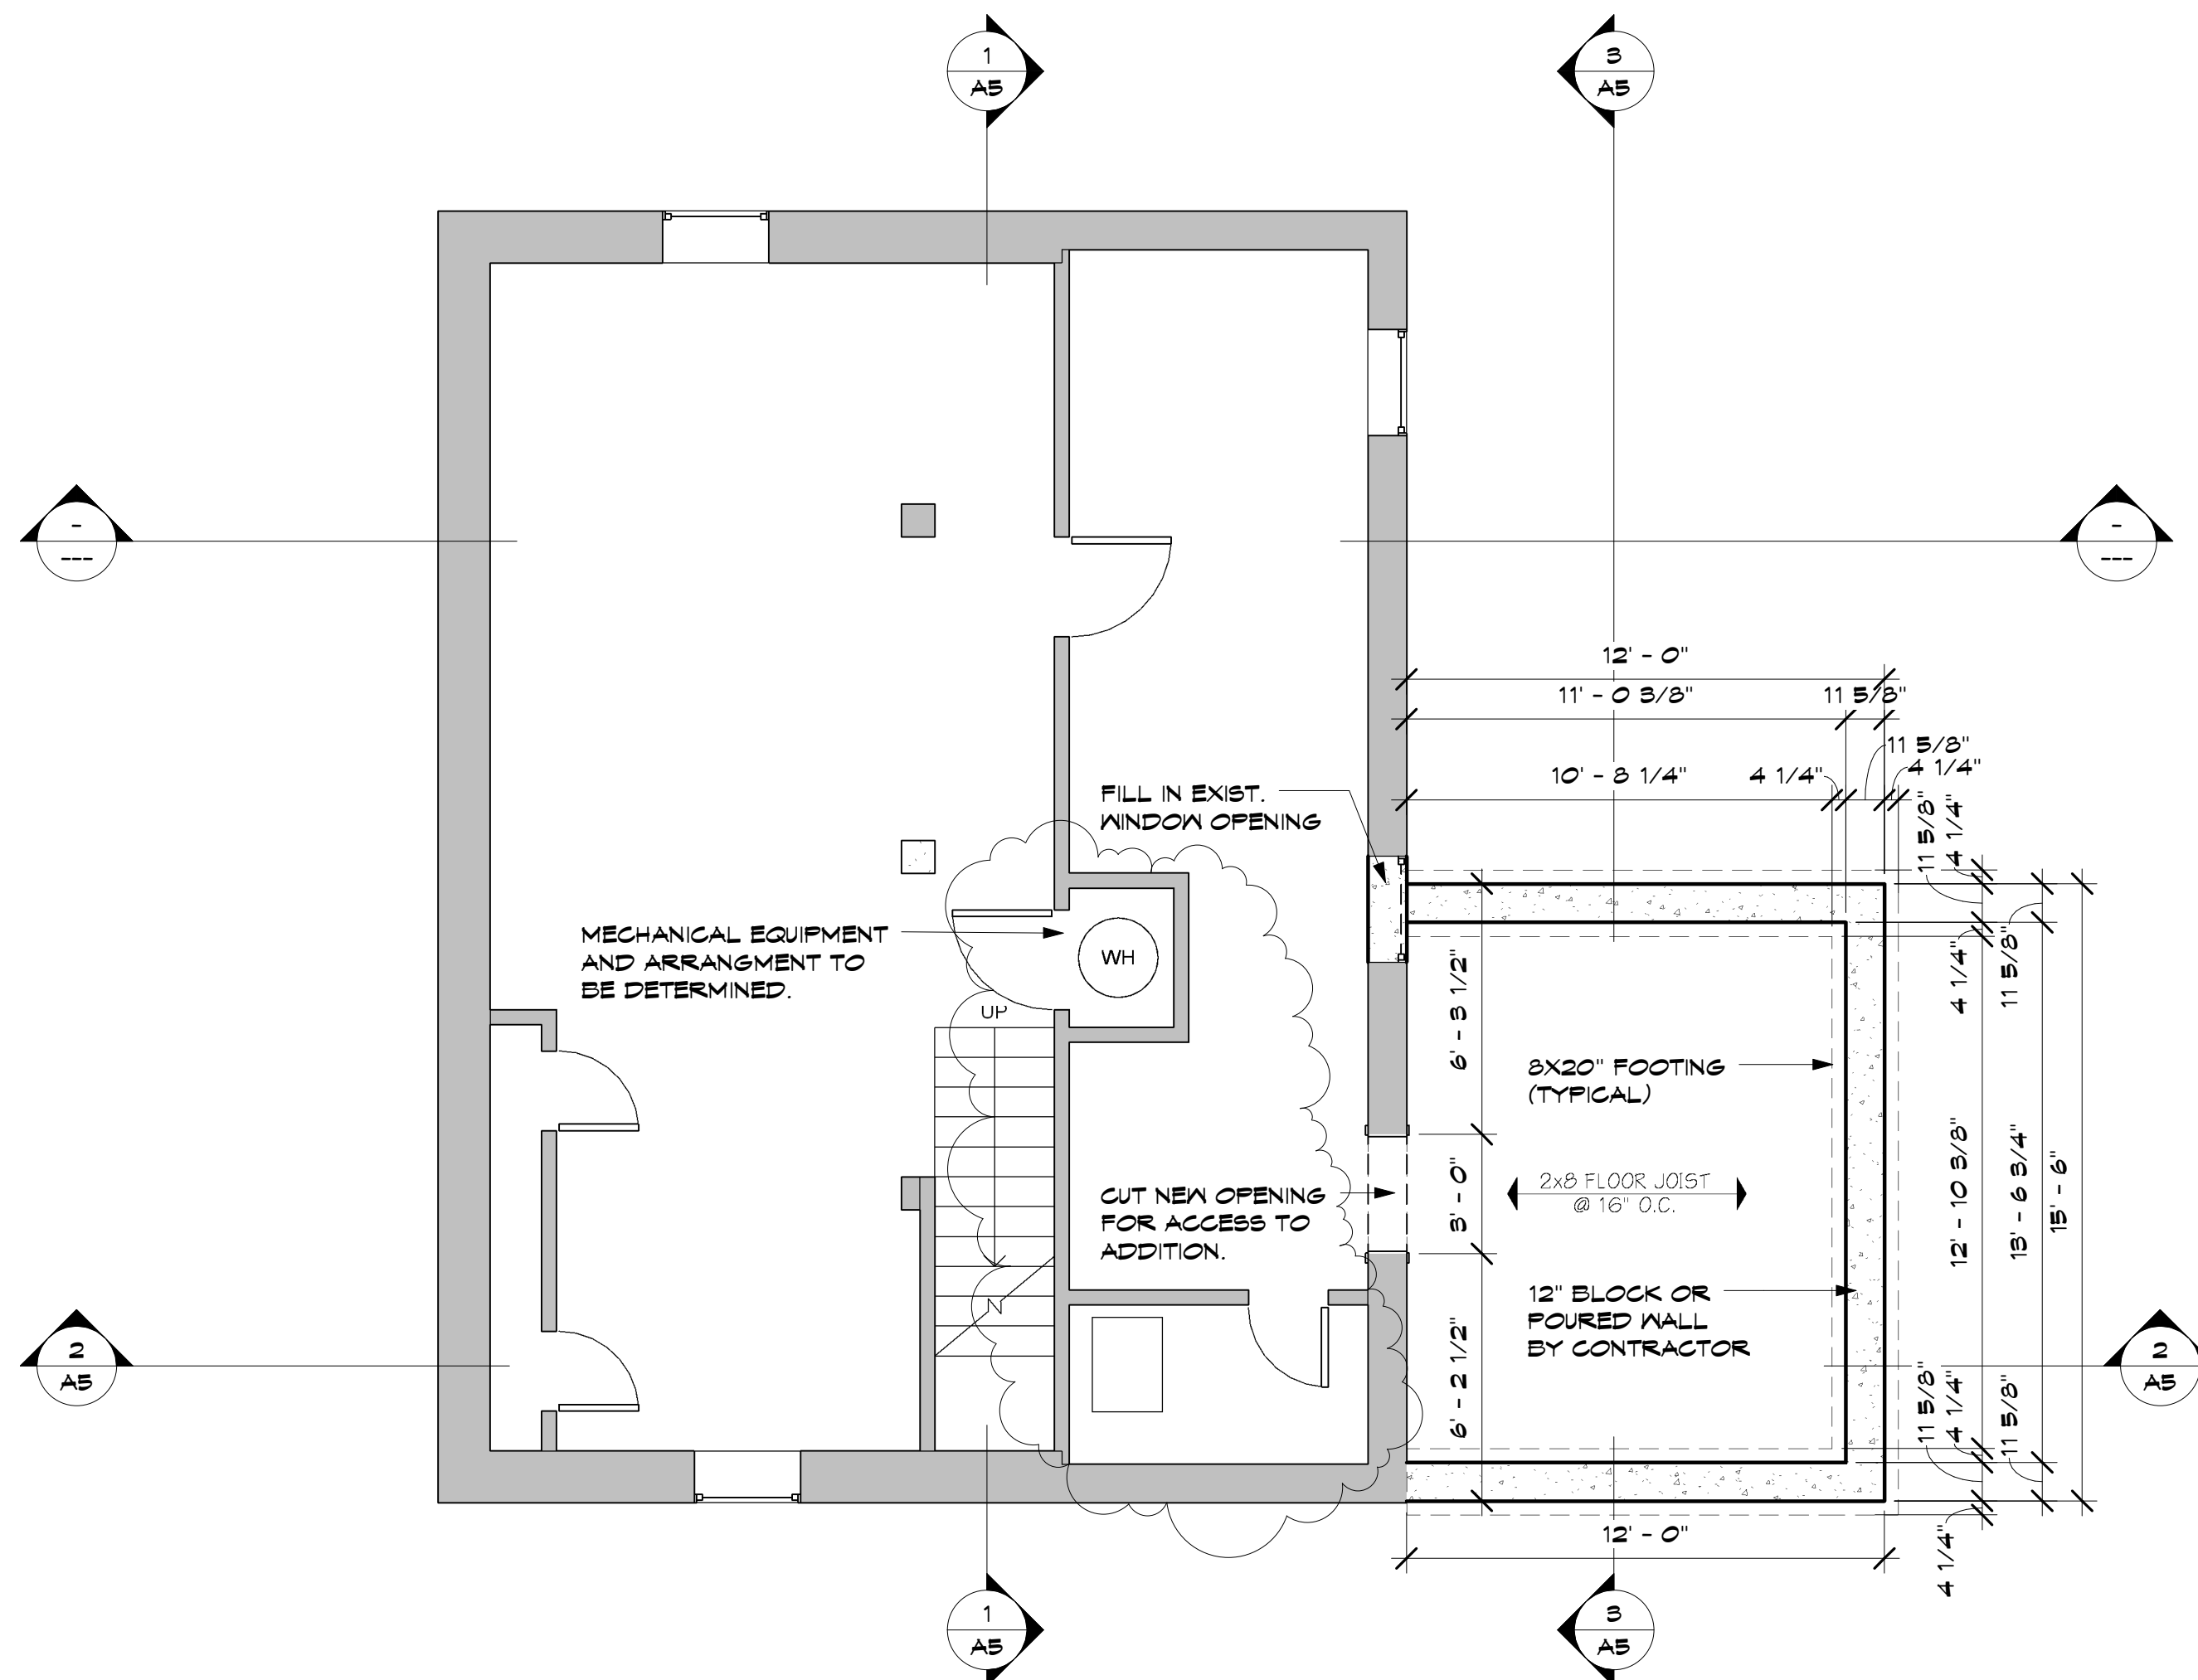 1
A5
3
A5
-
---
-
---
12' - 0"
11' - 0 3/8"
11 5/8"
11 5/8"
10' - 8 1/4"
4 1/4"
4 1/4"
FILL IN EXIST.
WINDOW OPENING
11 5/8"
4 1/4"
MECHANICAL EQUIPMENT
AND ARRANGMENT TO
BE DETERMINED.
WH
UP
6' - 3 1/2"
4 1/4"
11 5/8"
8X20" FOOTING
(TYPICAL)
CUT NEW OPENING
FOR ACCESS TO
ADDITION.
3' - 0"
2x8 FLOOR JOIST
@ 16" O.C.
12' - 10 3/8"
13' - 6 3/4"
15' - 6"
12" BLOCK OR
POURED WALL
BY CONTRACTOR
N
2
A5
6' - 2 1/2"
11 5/8"
4 1/4"
11 5/8"
2
A5
12' - 0"
4 1/4"
1
A5
3
A5